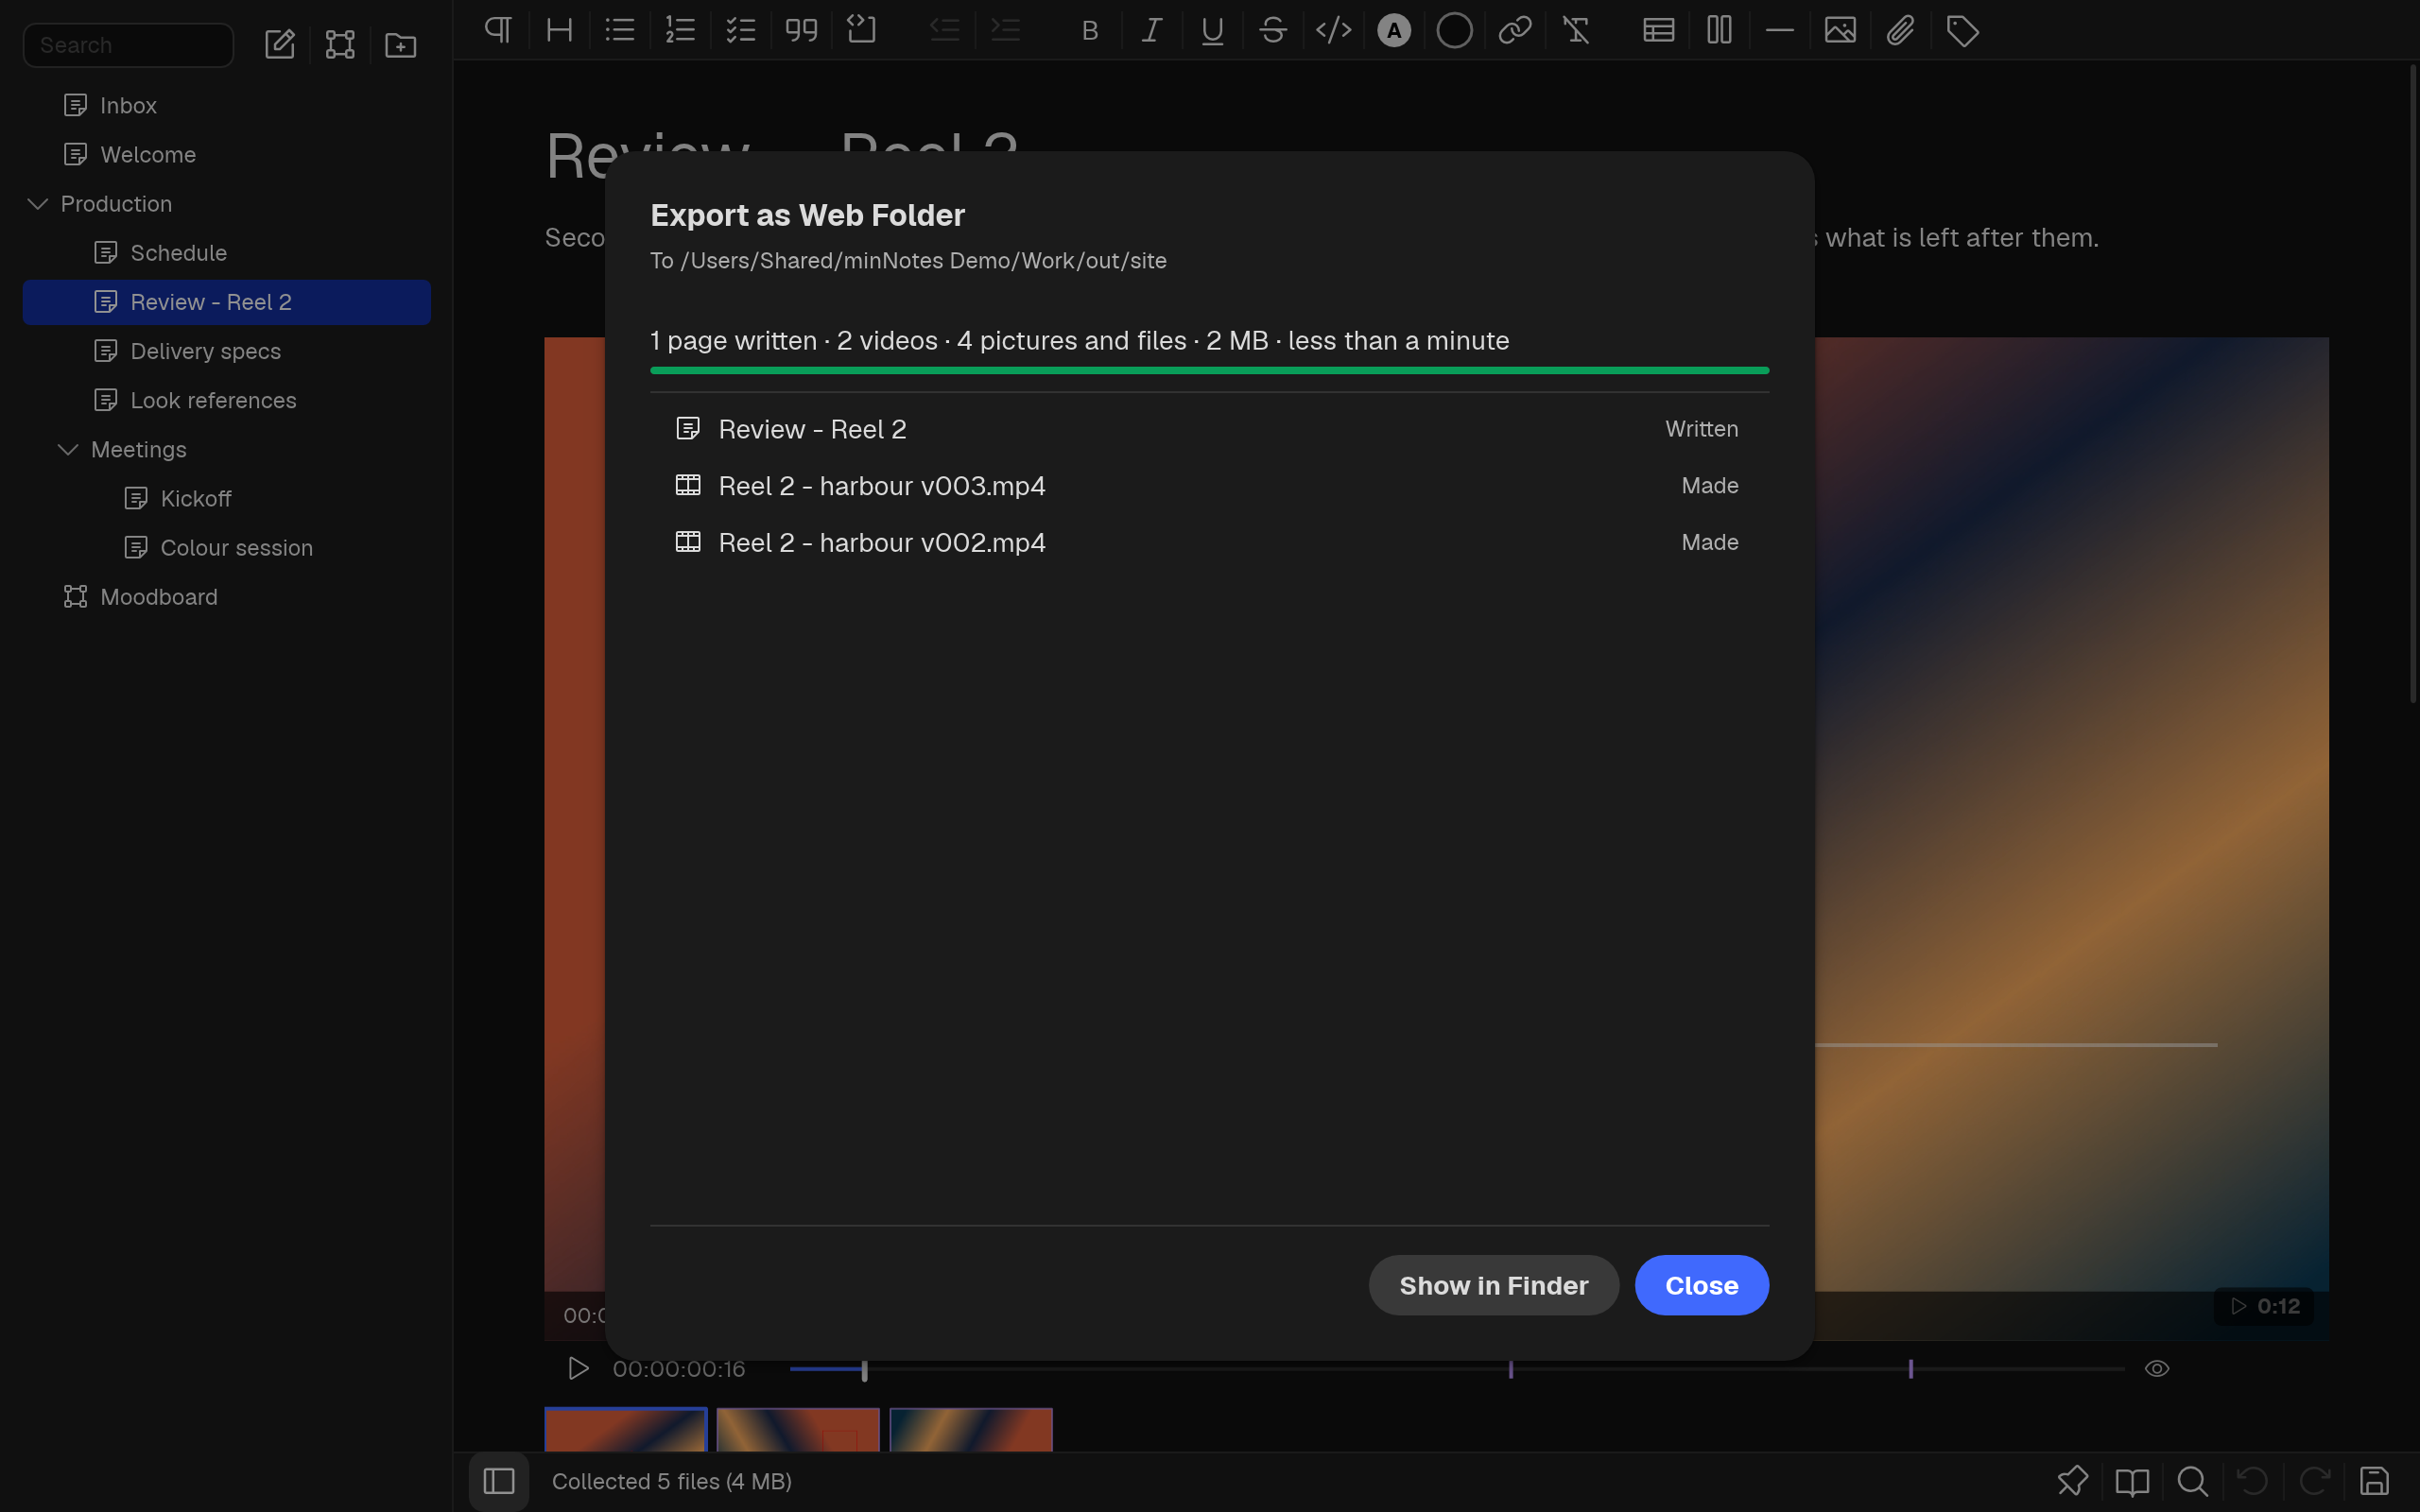 Search
Inbox
Welcome
Production
Schedule
Review - Reel 2
Delivery specs
Look references
Meetings
Kickoff
Colour session
Moodboard
Export as Web Folder
To /Users/Shared/minNotes Demo/Work/out/site
what is left after them.
1 page written · 2 videos · 4 pictures and files · 2 MB · less than a minute
Review - Reel 2 Written
Reel 2 - harbour v003.mp4 Made
Reel 2 - harbour v002.mp4 Made
Show in Finder Close
0:12
00:00:00:16
Collected 5 files (4 MB)